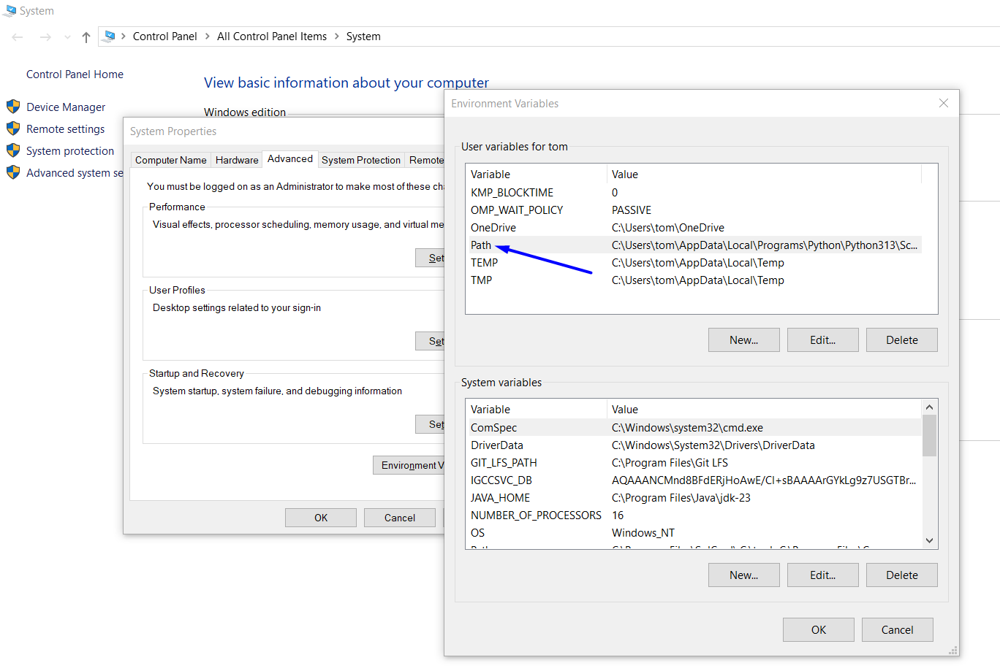 System
Control Panel > All Control Panel Items > System
Control Panel Home
Device Manager
Remote settings
System protection
Advanced system se
View basic information about your computer
Windows edition
System Properties
Computer Name Hardware Advanced System Protection Remote
You must be logged on as an Administrator to make most of these cha
Performance
Visual effects, processor scheduling, memory usage, and virtual me
Set
User Profiles
Desktop settings related to your sign-in
Set
Startup and Recovery
System startup, system failure, and debugging information
Set
Environment V
OK Cancel
Environment Variables
User variables for tom
Variable Value
KMP_BLOCKTIME 0
OMP_WAIT_POLICY PASSIVE
OneDrive C:\Users\tom\OneDrive
Path C:\Users\tom\AppData\Local\Programs\Python\Python313\Sc...
TEMP C:\Users\tom\AppData\Local\Temp
TMP C:\Users\tom\AppData\Local\Temp
New... Edit... Delete
System variables
Variable Value
ComSpec C:\Windows\system32\cmd.exe
DriverData C:\Windows\System32\Drivers\DriverData
GIT_LFS_PATH C:\Program Files\Git LFS
IGCCSVC_DB AQAAANCMnd8BFdERjHoAwE/Cl+sBAAAArGYkLg9z7USGTBr...
JAVA_HOME C:\Program Files\Java\jdk-23
NUMBER_OF_PROCESSORS 16
OS Windows_NT
New... Edit... Delete
OK Cancel